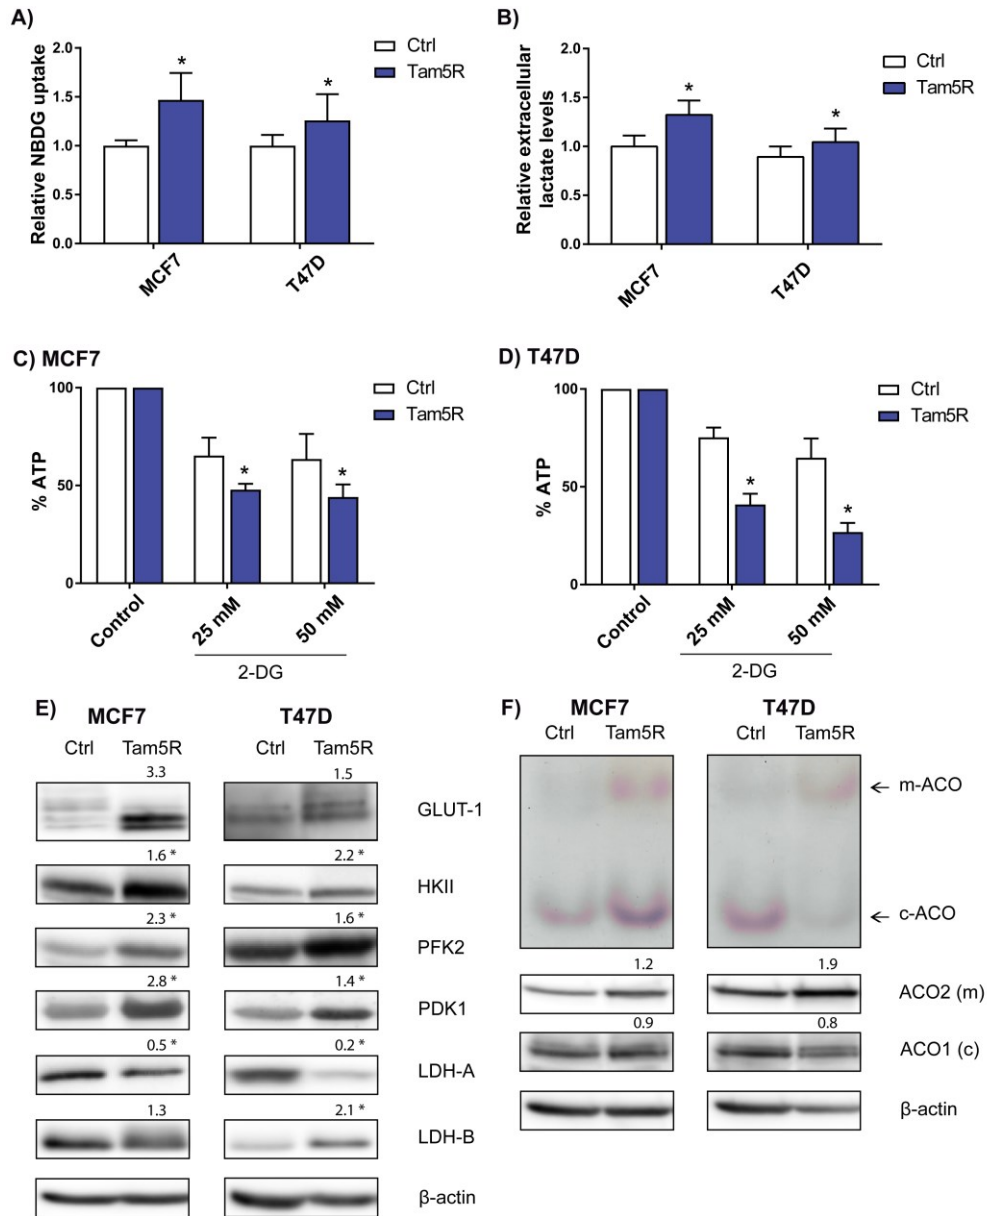 A)
Relative NBDG uptake
2.0
1.5
1.0
0.5
0.0
*
*
MCF7
T47D
Ctrl
Tam5R
B)
Relative extracellular
lactate levels
2.0
1.5
1.0
0.5
0.0
*
*
MCF7
T47D
Ctrl
Tam5R
C) MCF7
% ATP
100
50
0
*
*
Control
25 mM
50 mM
2-DG
Ctrl
Tam5R
D) T47D
% ATP
100
50
0
*
*
Control
25 mM
50 mM
2-DG
Ctrl
Tam5R
E)
MCF7 T47D
Ctrl Tam5R Ctrl Tam5R
3.3 1.5
GLUT-1
1.6 * 2.2 *
HKII
2.3 * 1.6 *
PFK2
2.8 * 1.4 *
PDK1
0.5 * 0.2 *
LDH-A
1.3 2.1 *
LDH-B
β-actin
F)
MCF7 T47D
Ctrl Tam5R Ctrl Tam5R
← m-ACO
← c-ACO
1.2 1.9
ACO2 (m)
0.9 0.8
ACO1 (c)
β-actin